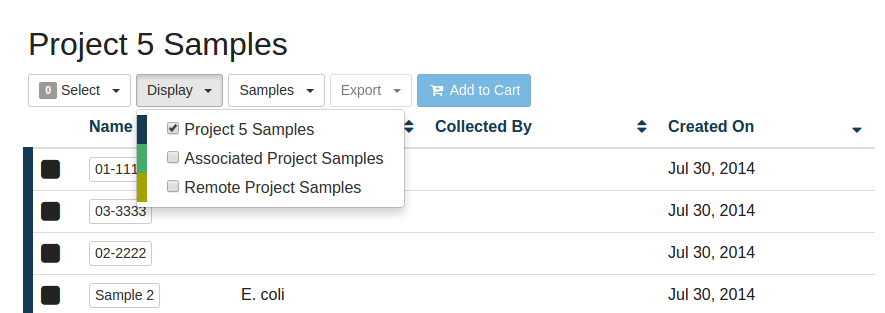 Project 5 Samples
0 Select Display Samples Export Add to Cart
Name Collected By Created On
Project 5 Samples
Associated Project Samples
Remote Project Samples
01-111 Jul 30, 2014
03-3333 Jul 30, 2014
02-2222 Jul 30, 2014
Sample 2 E. coli Jul 30, 2014